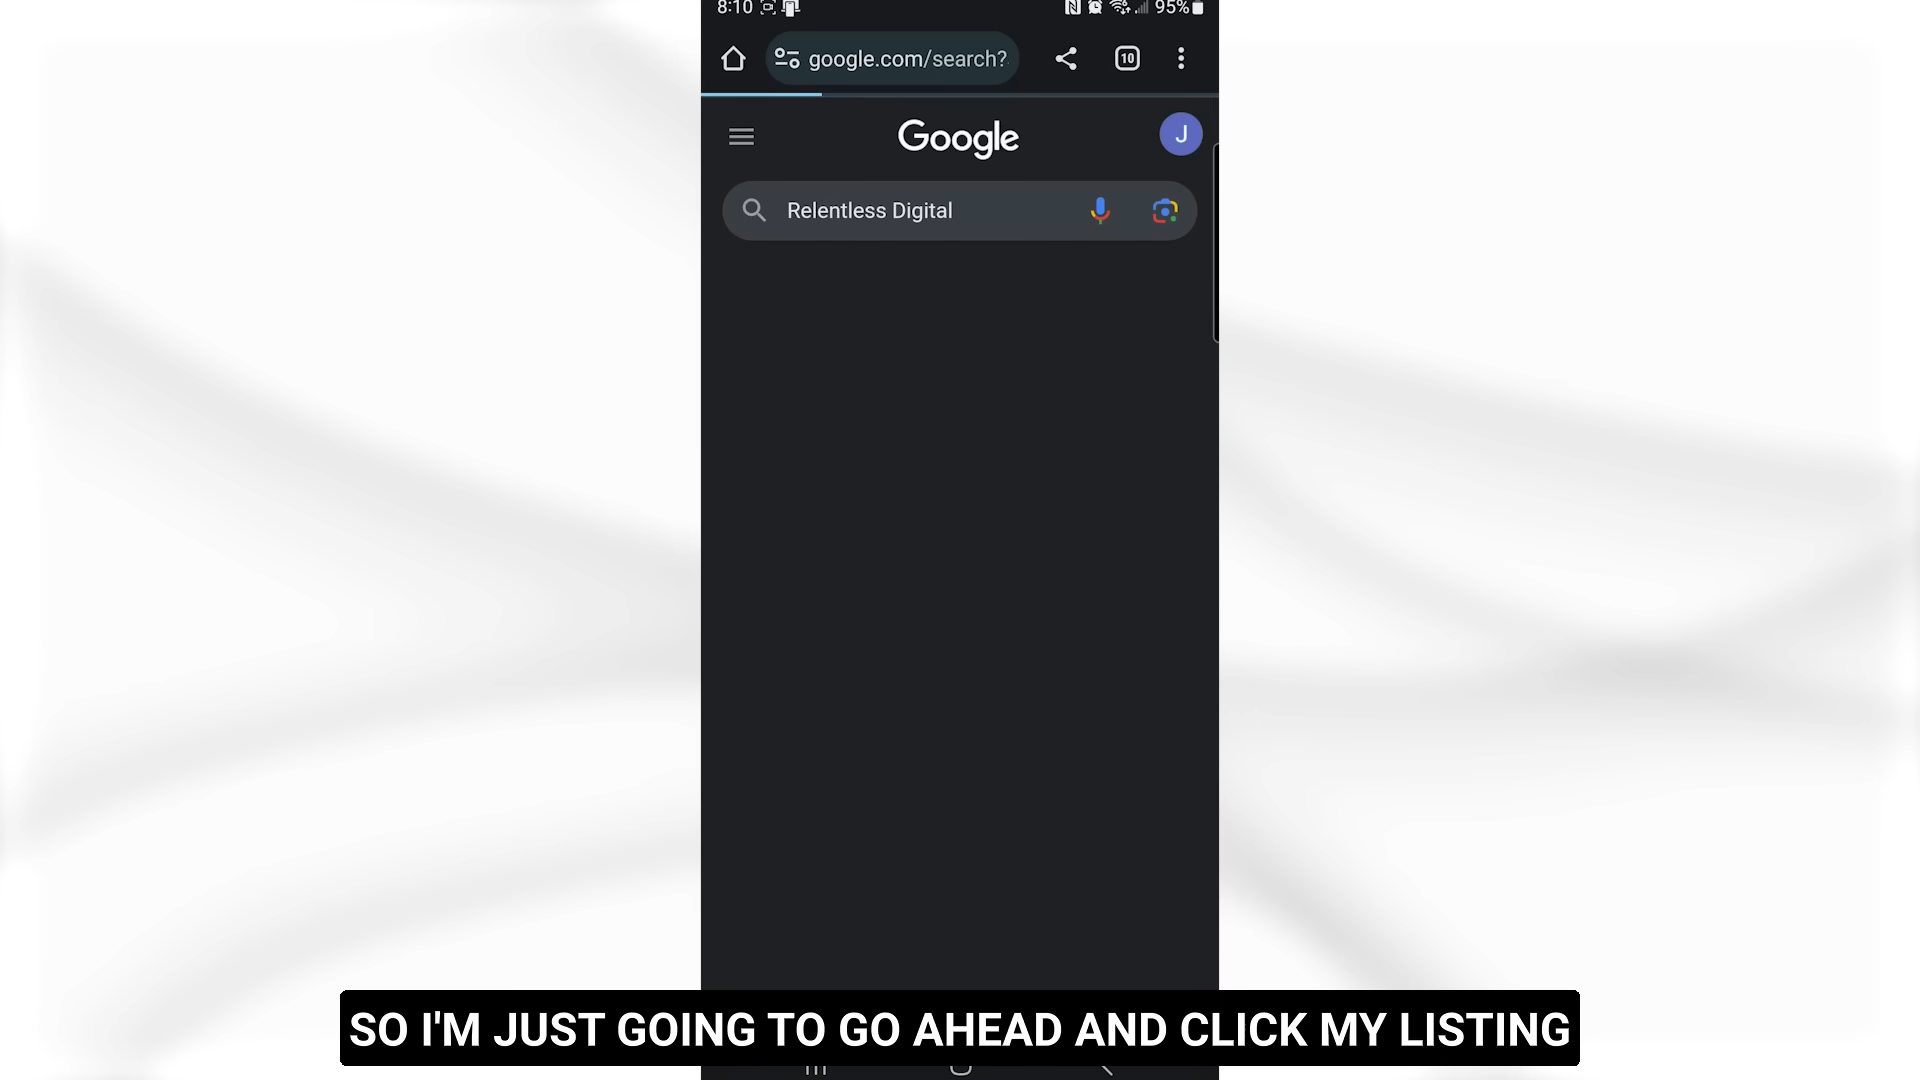 8:10
95%
google.com/search?
10
Google
J
Relentless Digital
SO I'M JUST GOING TO GO AHEAD AND CLICK MY LISTING